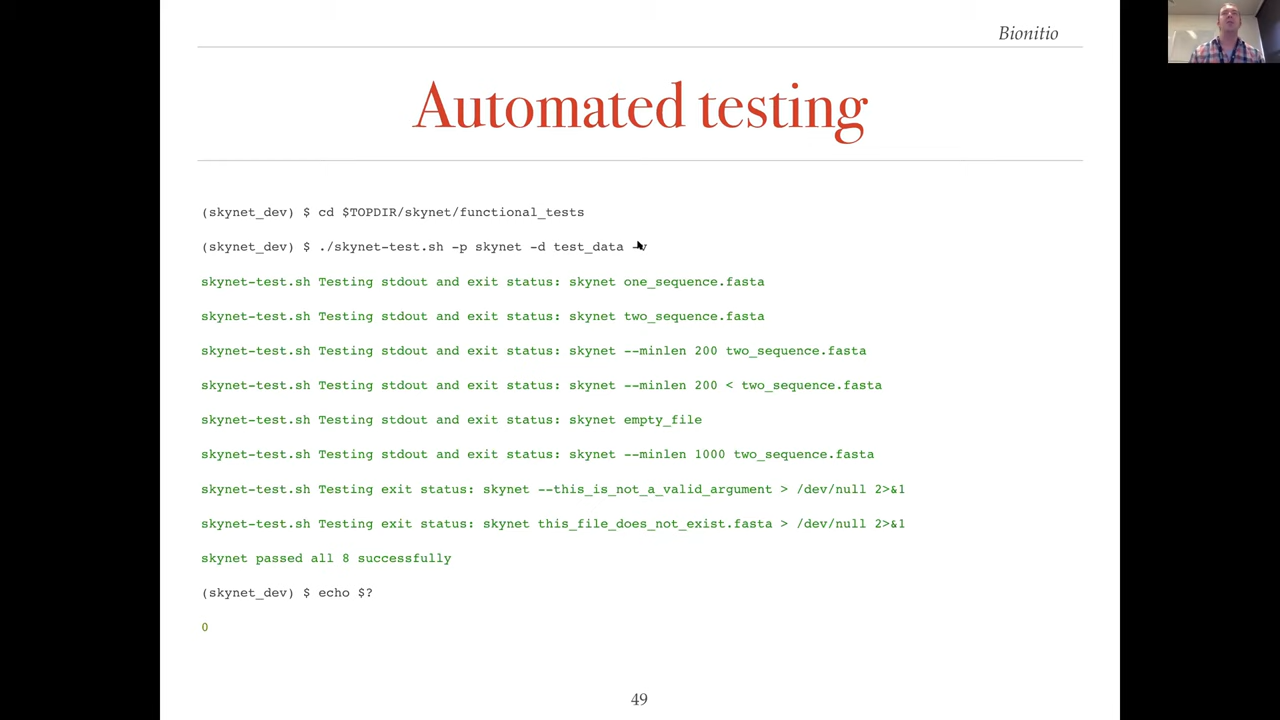 Bionitio
Automated testing
(skynet_dev) $ cd $TOPDIR/skynet/functional_tests
(skynet_dev) $ ./skynet-test.sh -p skynet -d test_data -v
skynet-test.sh Testing stdout and exit status: skynet one_sequence.fasta
skynet-test.sh Testing stdout and exit status: skynet two_sequence.fasta
skynet-test.sh Testing stdout and exit status: skynet --minlen 200 two_sequence.fasta
skynet-test.sh Testing stdout and exit status: skynet --minlen 200 < two_sequence.fasta
skynet-test.sh Testing stdout and exit status: skynet empty_file
skynet-test.sh Testing stdout and exit status: skynet --minlen 1000 two_sequence.fasta
skynet-test.sh Testing exit status: skynet --this_is_not_a_valid_argument > /dev/null 2>&1
skynet-test.sh Testing exit status: skynet this_file_does_not_exist.fasta > /dev/null 2>&1
skynet passed all 8 successfully
(skynet_dev) $ echo $?
0
49